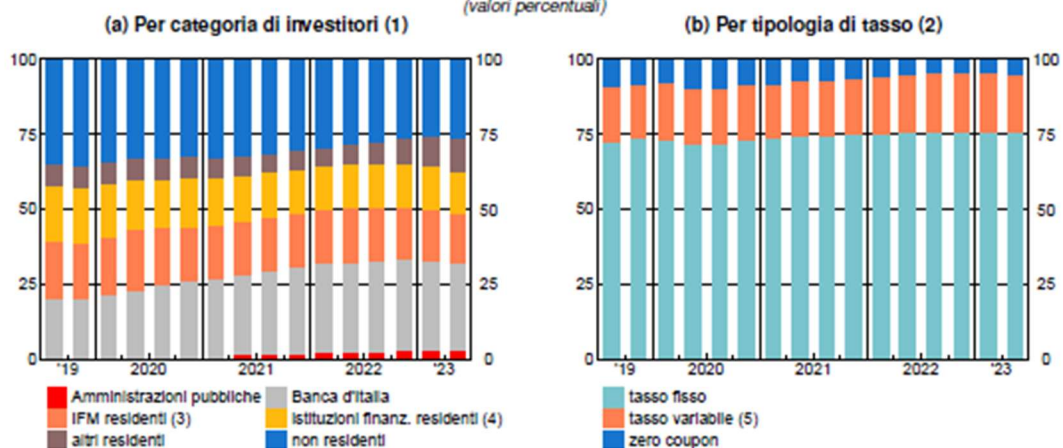 (valori percentuali)
(a) Per categoria di investitori (1)
100 100
75 75
50 50
25 25
0 0
'19 2020 2021 2022 '23
Amministrazioni pubbliche Banca d'Italia
IFM residenti (3) istituzioni finanz. residenti (4)
altri residenti non residenti
(b) Per tipologia di tasso (2)
100 100
75 75
50 50
25 25
0 0
'19 2020 2021 2022 '23
tasso fisso
tasso variabile (5)
zero coupon